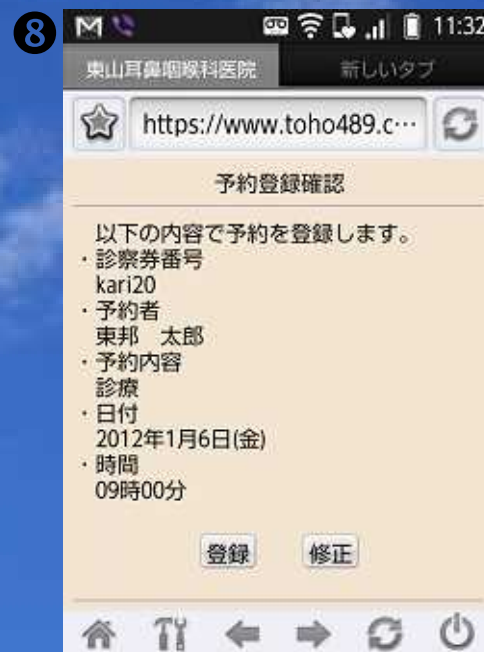 ❽
11:32
東山耳鼻咽喉科医院
新しいタブ
https://www.toho489.c…
予約登録確認
以下の内容で予約を登録します。
・診察券番号
kari20
・予約者
東邦　太郎
・予約内容
診療
・日付
2012年1月6日(金)
・時間
09時00分
登録
修正